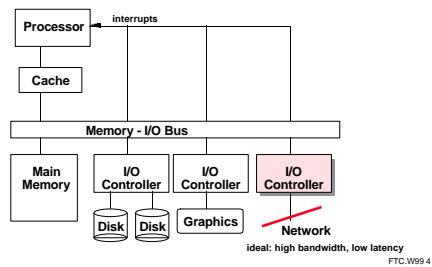 Processor
interrupts
Cache
Memory - I/O Bus
Main
Memory
I/O
Controller
I/O
Controller
I/O
Controller
Disk
Disk
Graphics
Network
ideal: high bandwidth, low latency
FTC.W99 4